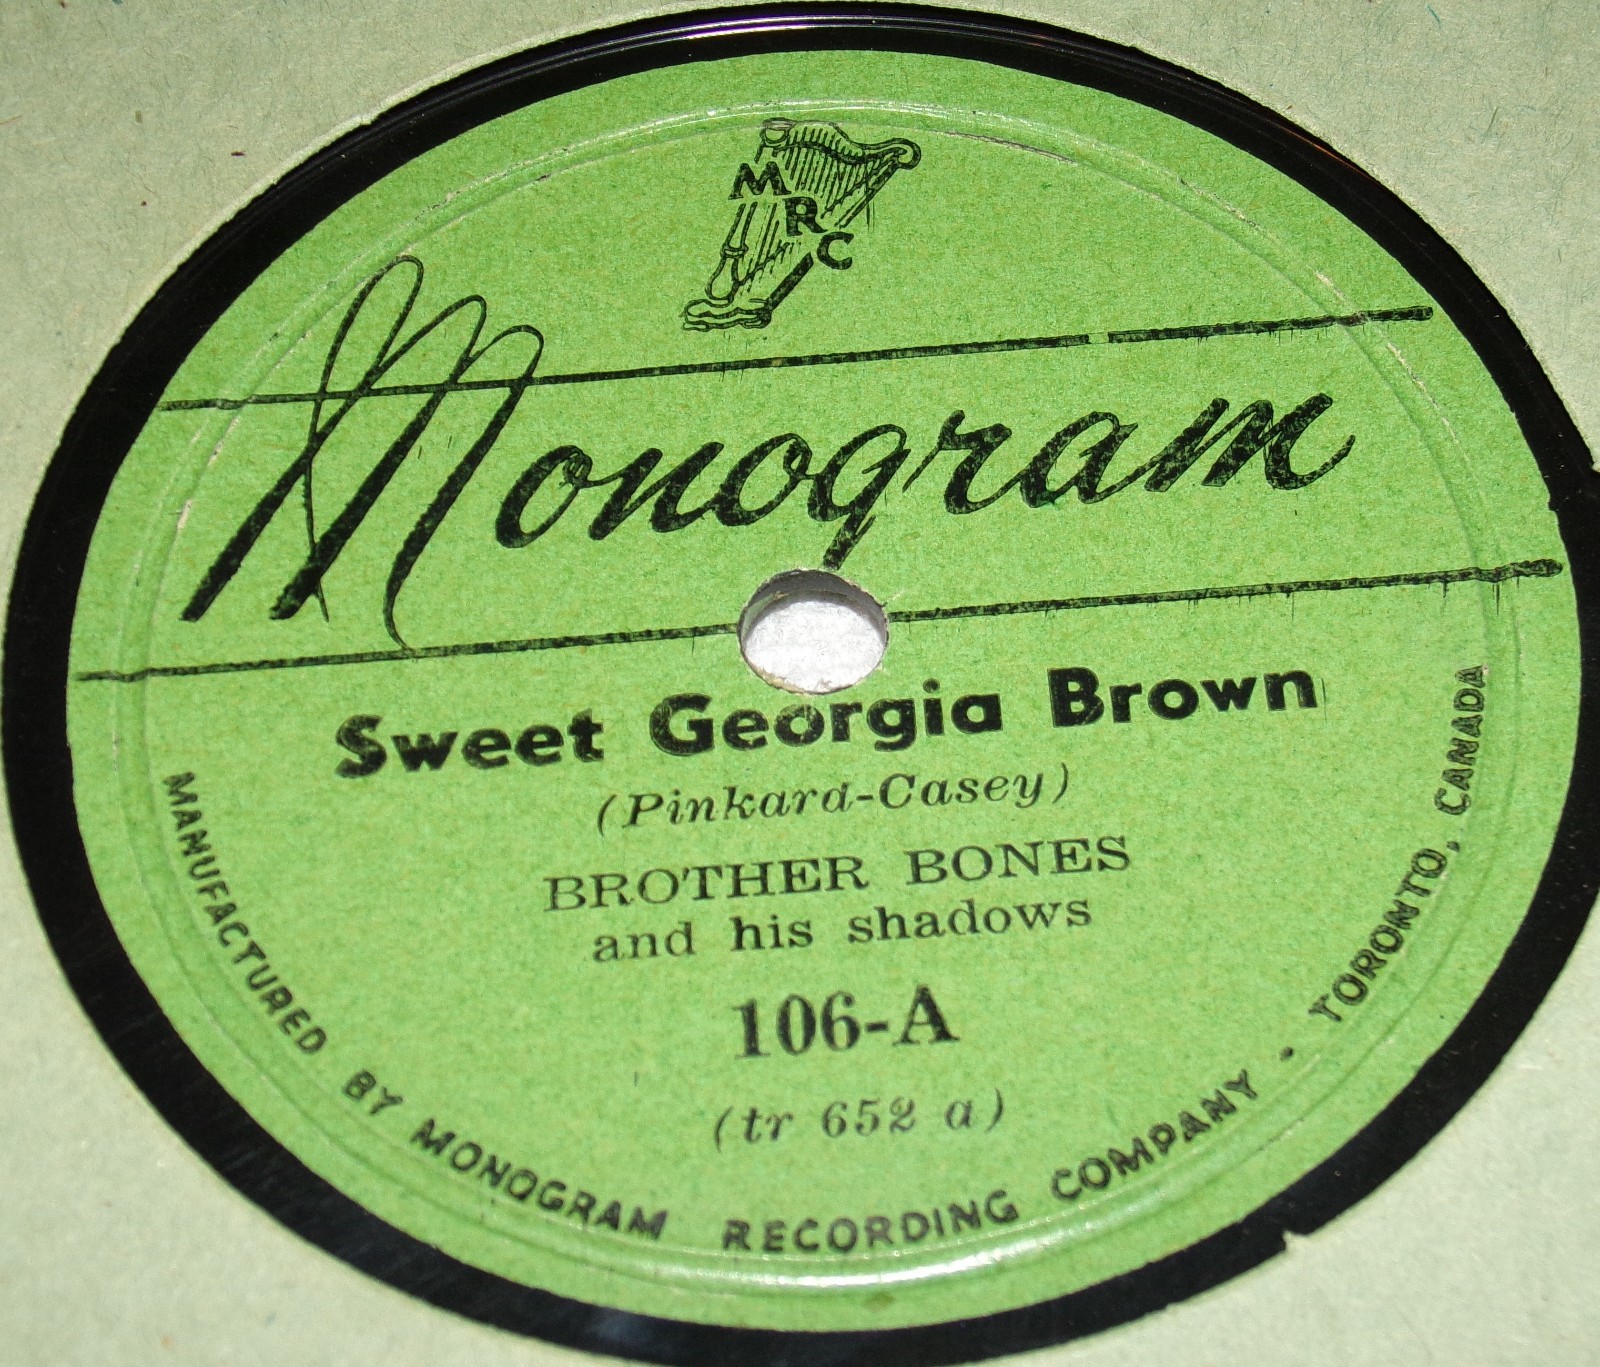 MRC
Monogram
Sweet Georgia Brown
(Pinkard-Casey)
BROTHER BONES
and his shadows
106-A
(tr 652 a)
MANUFACTURED BY MONOGRAM RECORDING COMPANY - TORONTO, CANADA